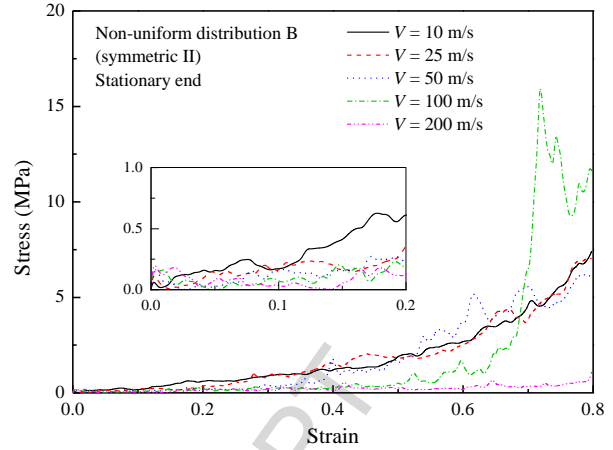 Non-uniform distribution B
(symmetric II)
Stationary end
V = 10 m/s
V = 25 m/s
V = 50 m/s
V = 100 m/s
V = 200 m/s
20
15
10
5
0
Stress (MPa)
1.0
0.5
0.0
0.0 0.1 0.2
0.0 0.2 0.4 0.6 0.8
Strain
PT